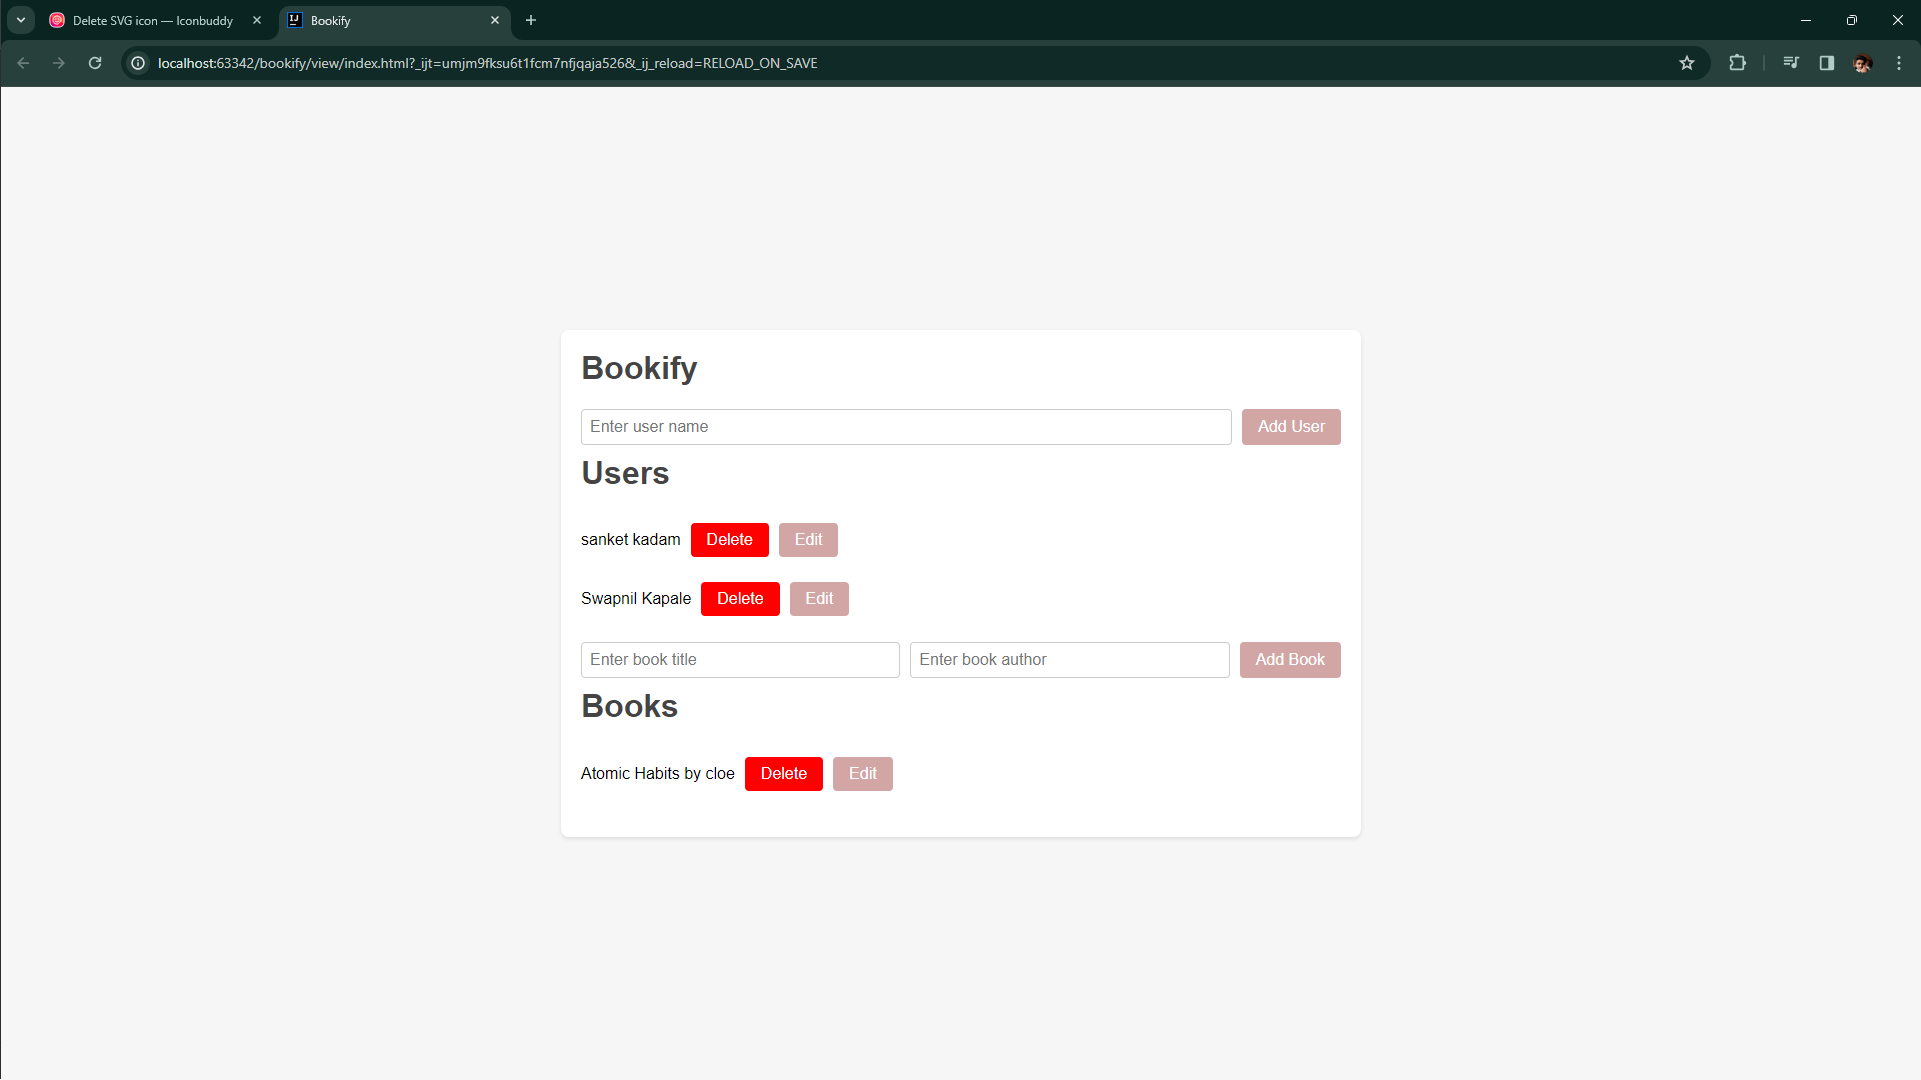 Delete SVG icon — Iconbuddy
Bookify
localhost:63342/bookify/view/index.html?_ijt=umjm9fksu6t1fcm7nfjqaja526&_ij_reload=RELOAD_ON_SAVE
Bookify
Enter user name Add User
Users
sanket kadam Delete Edit
Swapnil Kapale Delete Edit
Enter book title Enter book author Add Book
Books
Atomic Habits by cloe Delete Edit